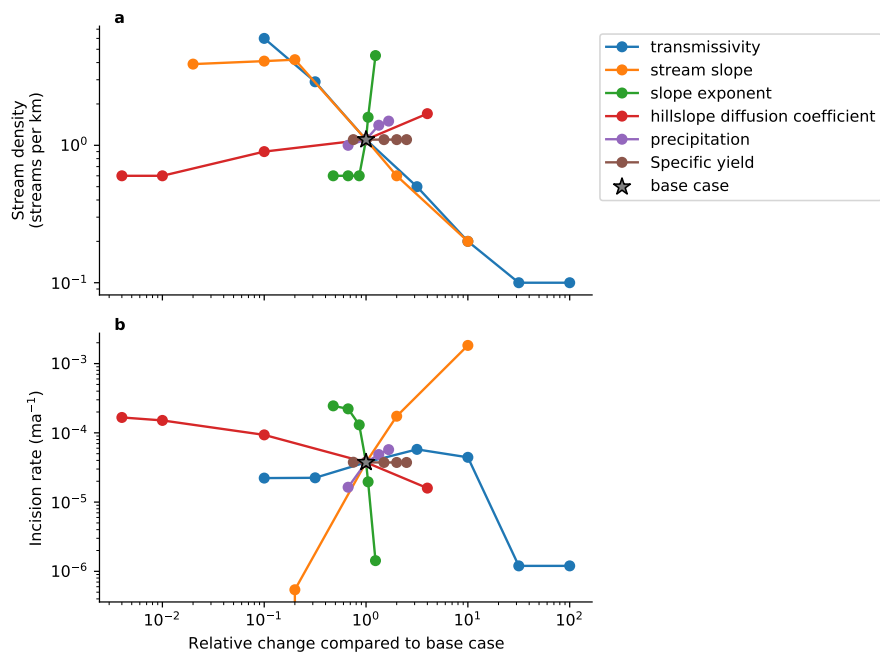 a
10⁰
10⁻¹
Stream density
(streams per km)
transmissivity
stream slope
slope exponent
hillslope diffusion coefficient
precipitation
Specific yield
base case
b
10⁻³
10⁻⁴
10⁻⁵
10⁻⁶
Incision rate (ma⁻¹)
10⁻² 10⁻¹ 10⁰ 10¹ 10²
Relative change compared to base case